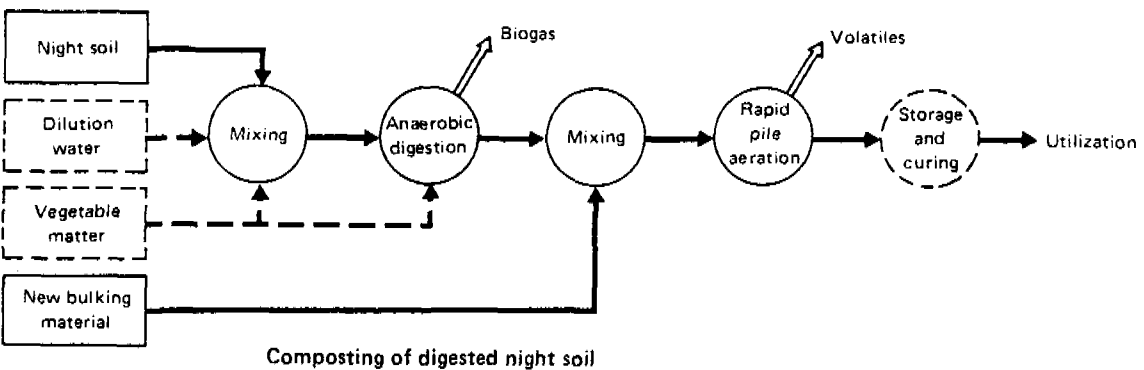 Night soil
Dilution
water
Vegetable
matter
New bulking
material
Mixing
Biogas
Anaerobic
digestion
Mixing
Volatiles
Rapid
pile
aeration
Storage
and
curing
Utilization
Composting of digested night soil